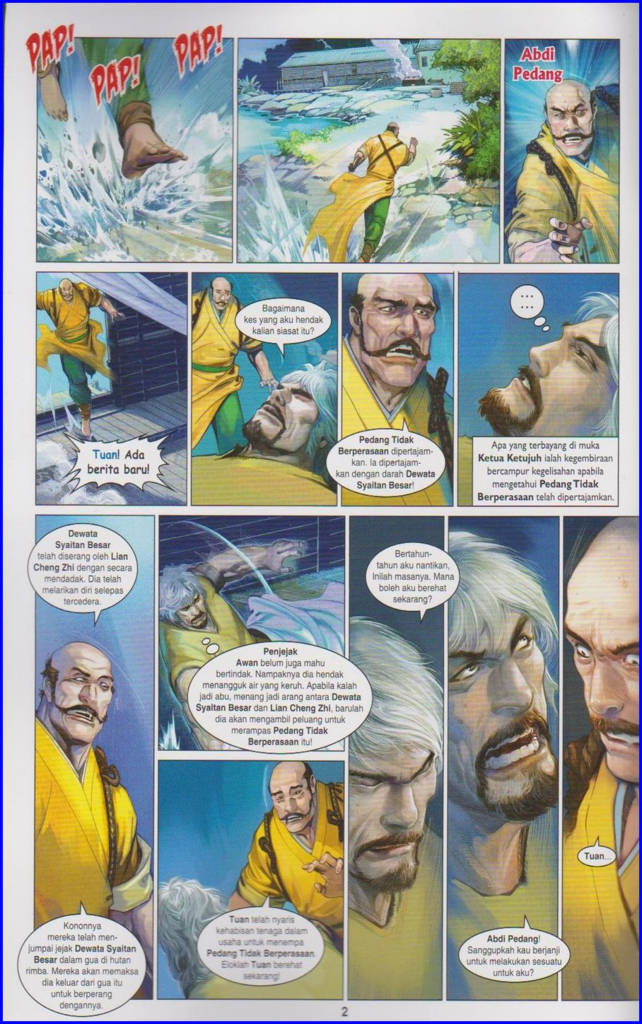 PAP!
PAP!
PAP!
Abdi
Pedang
Tuan! Ada
berita baru!
Bagaimana
kes yang aku hendak
kalian siasat itu?
Pedang Tidak
Berperasaan dipertajam-
kan. Ia dipertajam-
kan dengan darah Dewata
Syaitan Besar!
...
...
Apa yang terbayang di muka
Ketua Ketujuh ialah kegembiraan
bercampur kegelisahan apabila
mengetahui Pedang Tidak
Berperasaan telah dipertajamkan.
Dewata
Syaitan Besar
telah diserang oleh Lian
Cheng Zhi dengan secara
mendadak. Dia telah
melarikan diri selepas
tercedera.
Kononnya
mereka telah men-
jumpai jejak Dewata Syaitan
Besar dalam gua di hutan
rimba. Mereka akan memaksa
dia keluar dari gua itu
untuk berperang
dengannya.
Penjejak
Awan belum juga mahu
bertindak. Nampaknya dia hendak
menangguk air yang keruh. Apabila kalah
jadi abu, menang jadi arang antara Dewata
Syaitan Besar dan Lian Cheng Zhi, barulah
dia akan mengambil peluang untuk
merampas Pedang Tidak
Berperasaan itu!
Tuan telah nyaris
kehabisan tenaga dalam
usaha untuk menempa
Pedang Tidak Berperasaan.
Eloklah Tuan berehat
sekarang!
Bertahun-
tahun aku nantikan,
Inilah masanya. Mana
boleh aku berehat
sekarang?
Abdi Pedang!
Sanggupkah kau berjanji
untuk melakukan sesuatu
untuk aku?
Tuan...
2